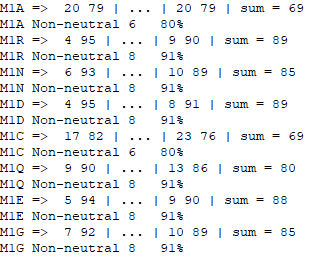 M1A =>  20 79 | ... | 20 79 | sum = 69
M1A Non-neutral 6   80%
M1R =>  4 95 | ... | 9 90 | sum = 89
M1R Non-neutral 8   91%
M1N =>  6 93 | ... | 10 89 | sum = 85
M1N Non-neutral 8   91%
M1D =>  4 95 | ... | 8 91 | sum = 89
M1D Non-neutral 8   91%
M1C =>  17 82 | ... | 23 76 | sum = 69
M1C Non-neutral 6   80%
M1Q =>  9 90 | ... | 13 86 | sum = 80
M1Q Non-neutral 8   91%
M1E =>  5 94 | ... | 9 90 | sum = 88
M1E Non-neutral 8   91%
M1G =>  7 92 | ... | 10 89 | sum = 85
M1G Non-neutral 8   91%